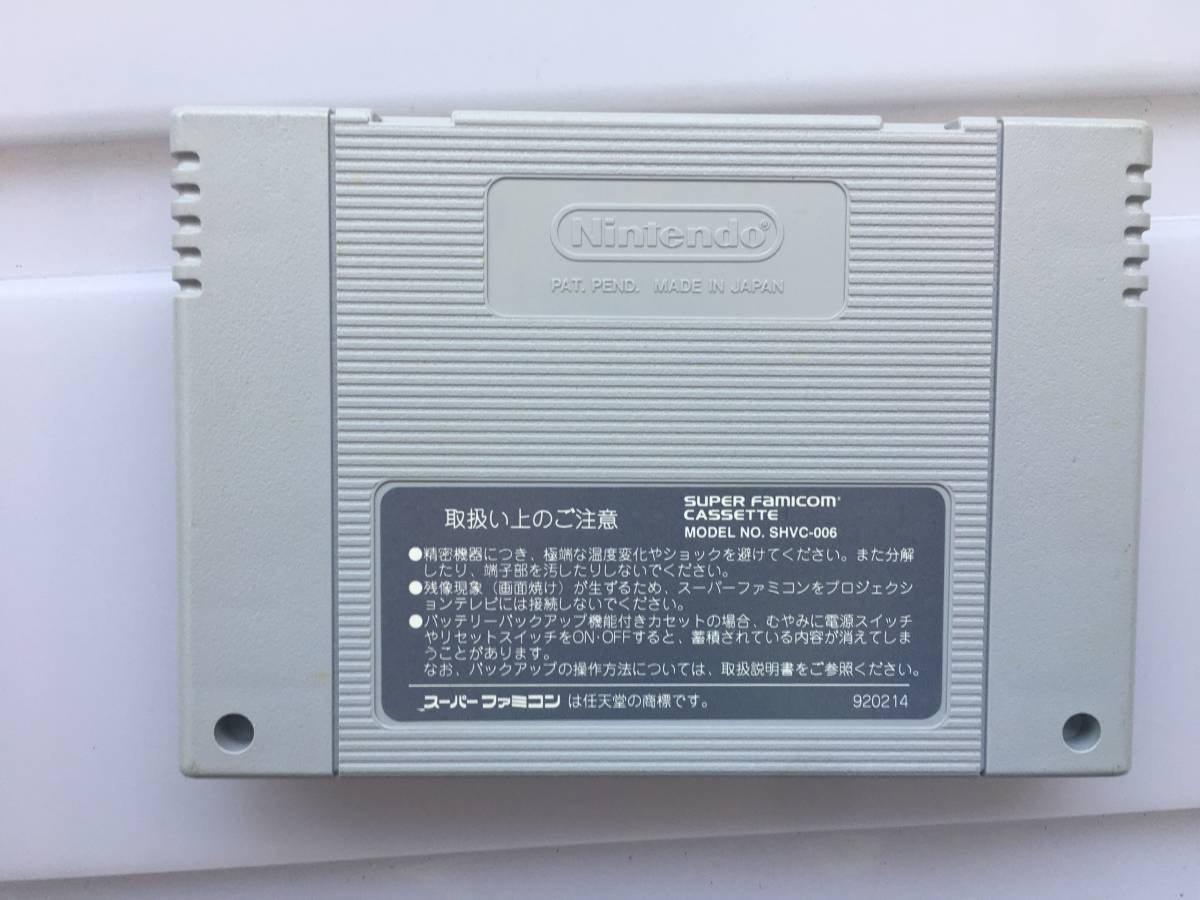 Nintendo®
PAT. PEND. MADE IN JAPAN
取扱い上のご注意
SUPER FAMICOM
CASSETTE
MODEL NO. SHVC-006
●精密機器につき、極端な温度変化やショックを避けてください。また分解
したり、端子部を汚したりしないでください。
●残像現象（画面焼け）が生ずるため、スーパーファミコンをプロジェクシ
ョンテレビには接続しないでください。
●バッテリーバックアップ機能付きカセットの場合、むやみに電源スイッチ
やリセットスイッチをON·OFFすると、蓄積されている内容が消えてしま
うことがあります。
なお、バックアップの操作方法については、取扱説明書をご参照ください。
スーパーファミコン は任天堂の商標です。 920214